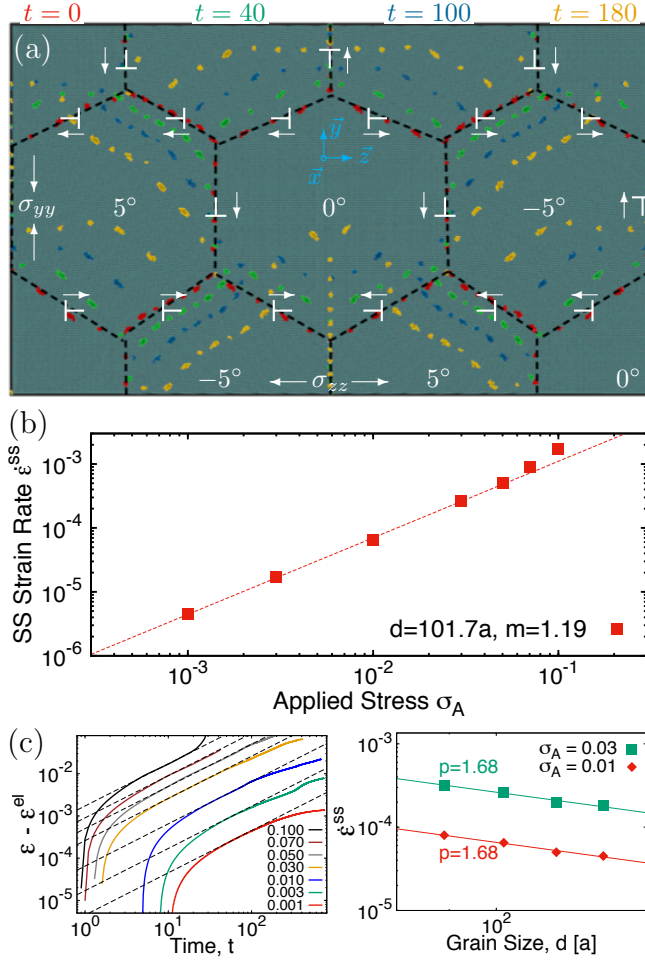 t = 0 t = 40 t = 100 t = 180
(a)
y⃗
z⃗
x⃗
σyy 5° 0° −5°
−5° ← σzz → 5° 0°
(b)
SS Strain Rate ε̇ˢˢ
10⁻³
10⁻⁴
10⁻⁵
10⁻⁶
d=101.7a, m=1.19
10⁻³ 10⁻² 10⁻¹
Applied Stress σA
(c)
ε - εᵉˡ
10⁻²
10⁻³
10⁻⁴
10⁻⁵
0.100
0.070
0.050
0.030
0.010
0.003
0.001
10⁰ 10¹ 10²
Time, t
ε̇ˢˢ
10⁻³
10⁻⁴
10⁻⁵
σA = 0.03
σA = 0.01
p=1.68
p=1.68
10²
Grain Size, d [a]